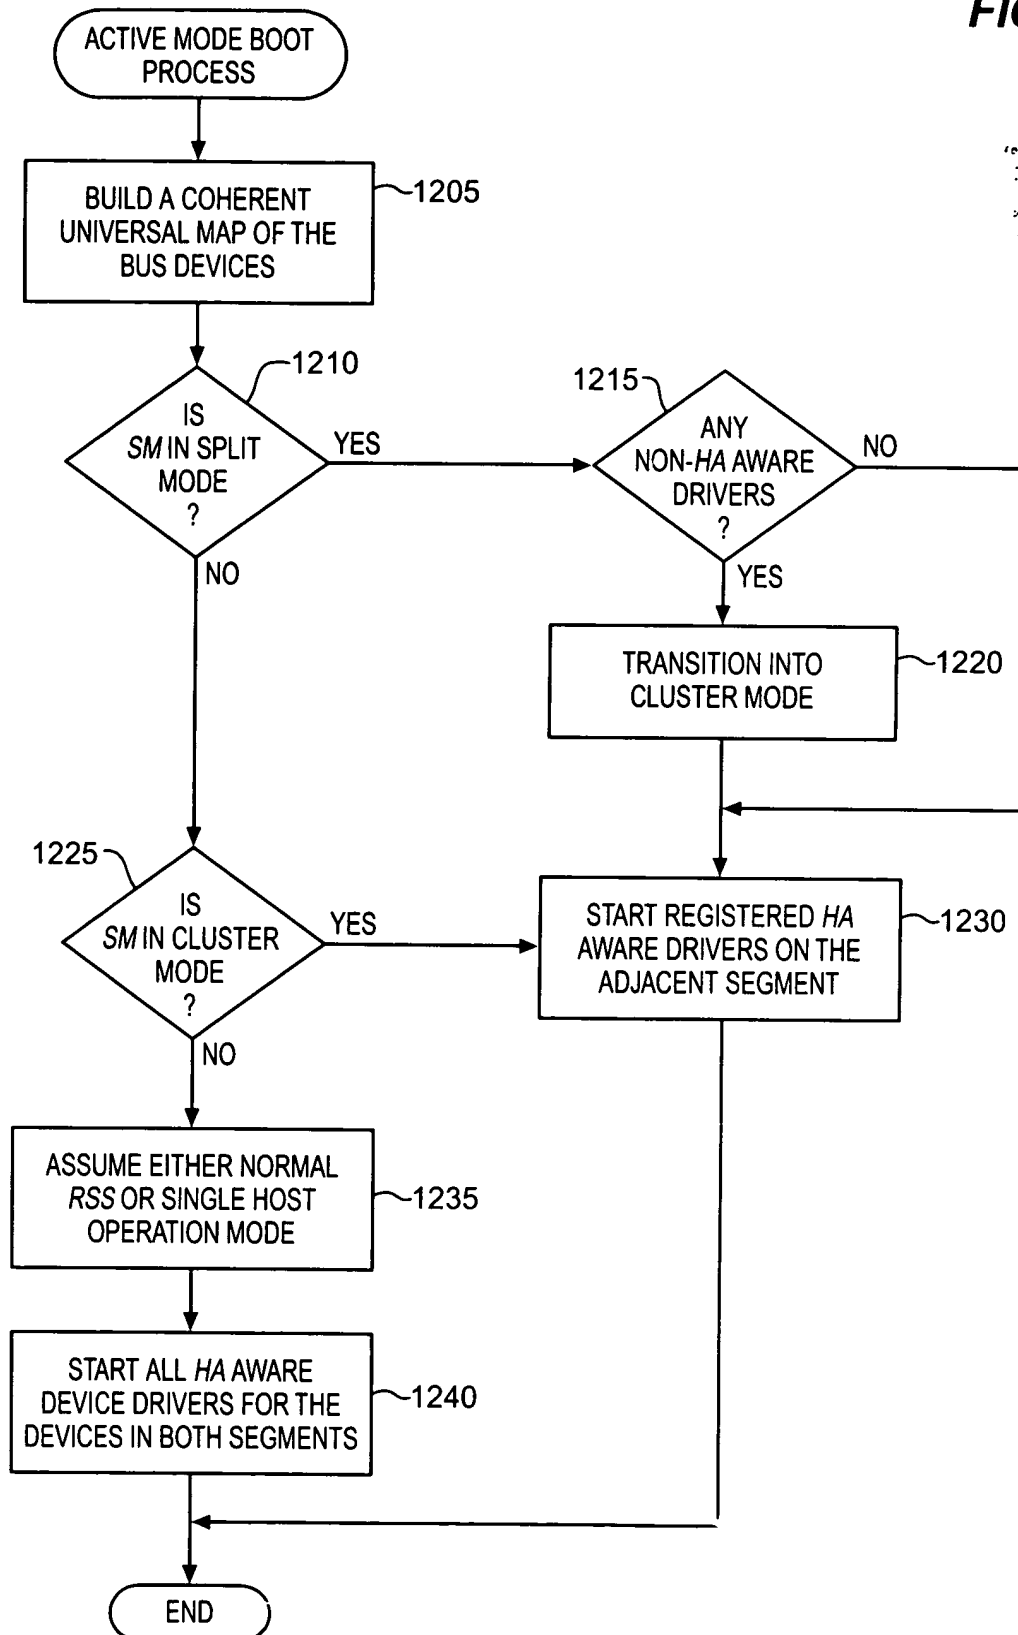 FIG
ACTIVE MODE BOOT
PROCESS
BUILD A COHERENT
UNIVERSAL MAP OF THE
BUS DEVICES
1205
IS
SM IN SPLIT
MODE
?
1210
YES
NO
1215
ANY
NON-HA AWARE
DRIVERS
?
NO
YES
TRANSITION INTO
CLUSTER MODE
1220
1225
IS
SM IN CLUSTER
MODE
?
YES
NO
START REGISTERED HA
AWARE DRIVERS ON THE
ADJACENT SEGMENT
1230
ASSUME EITHER NORMAL
RSS OR SINGLE HOST
OPERATION MODE
1235
START ALL HA AWARE
DEVICE DRIVERS FOR THE
DEVICES IN BOTH SEGMENTS
1240
END